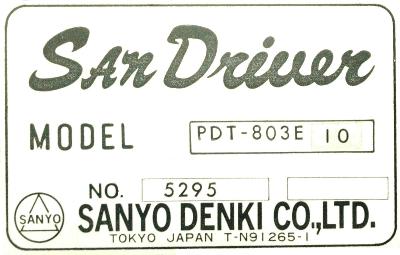 SAN Driver
MODEL PDT-803E 10
NO. 5295
SANYO SANYO DENKI CO.,LTD.
TOKYO JAPAN T-N91265-1